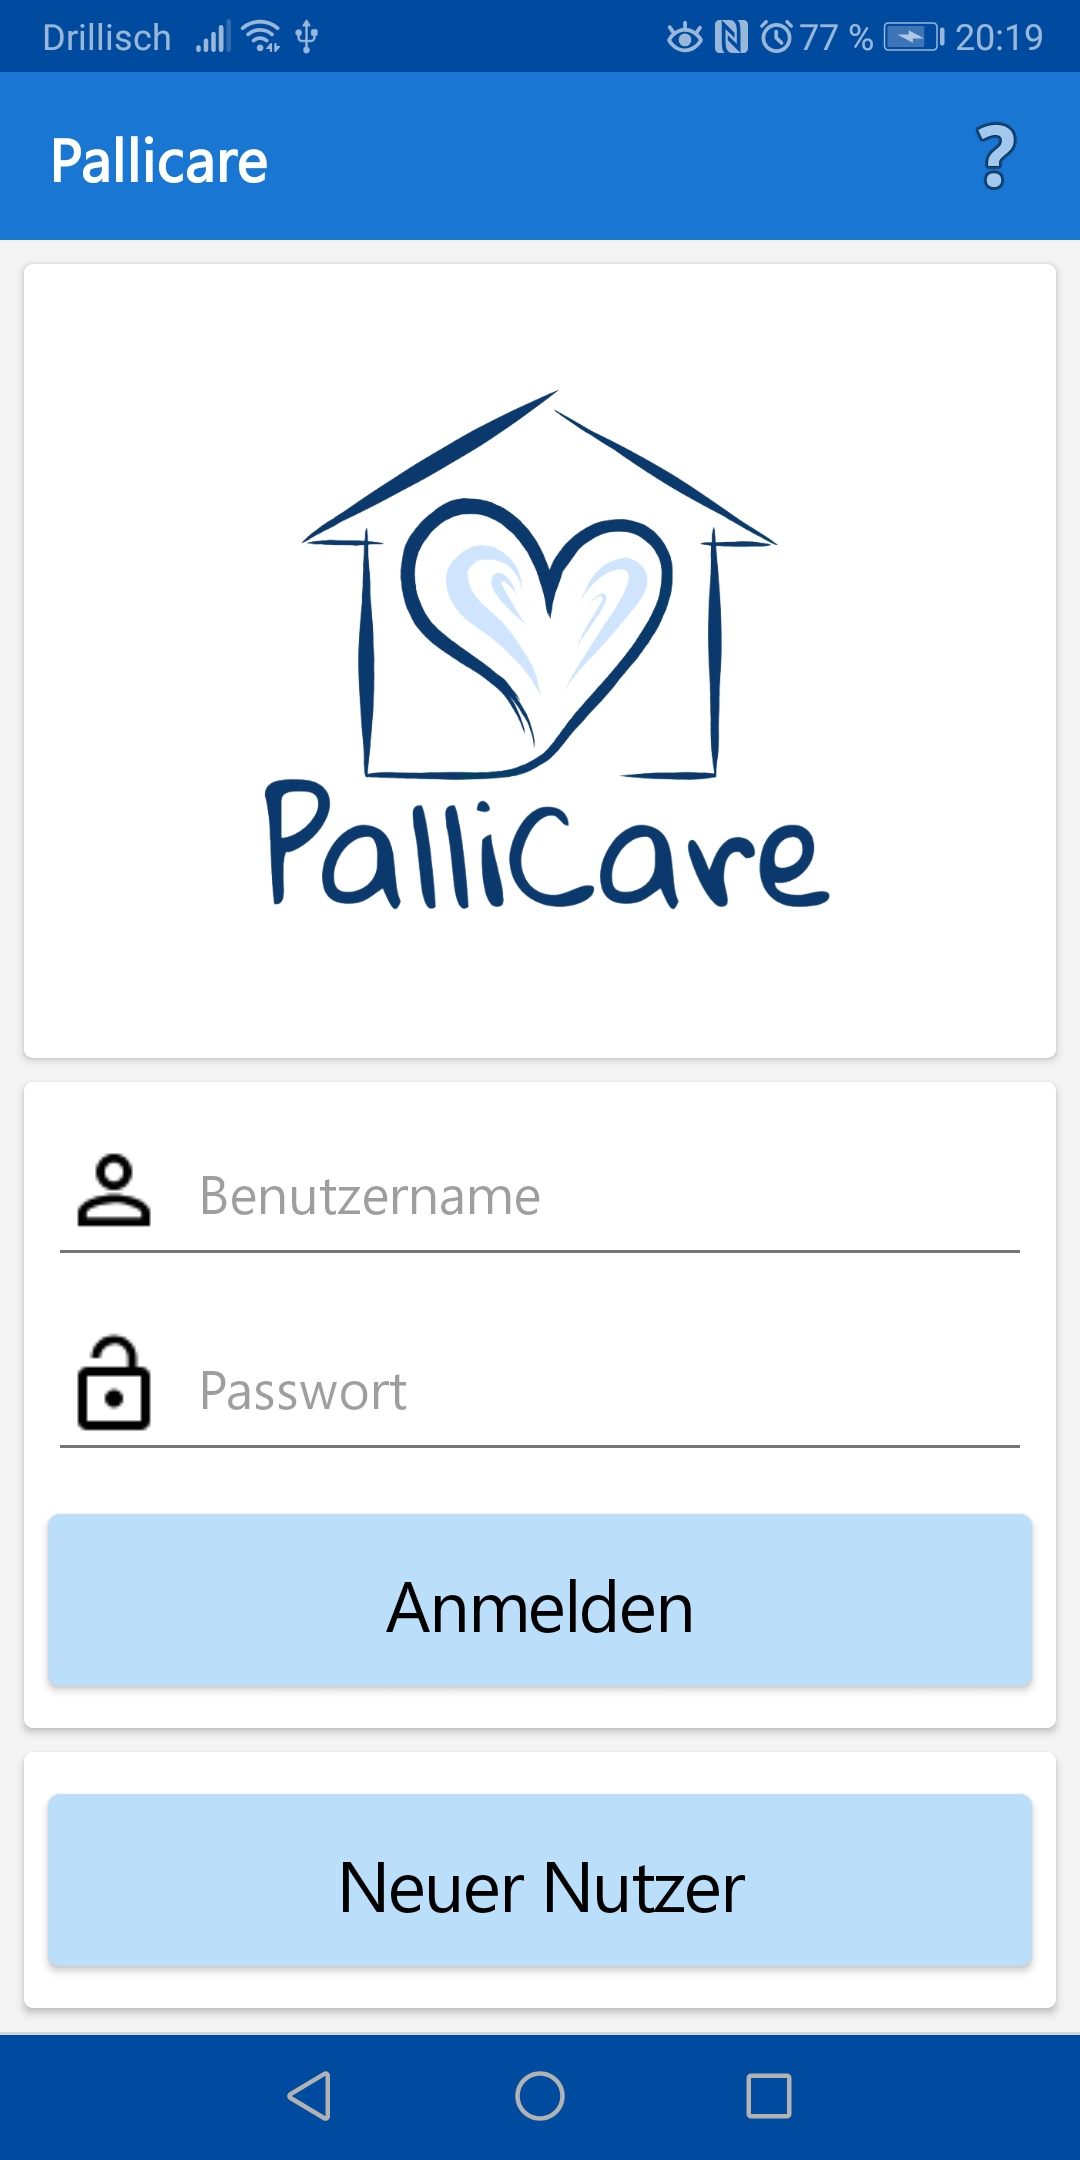 Drillisch 77 % 20:19
Pallicare ?
PalliCare
Benutzername
Passwort
Anmelden
Neuer Nutzer